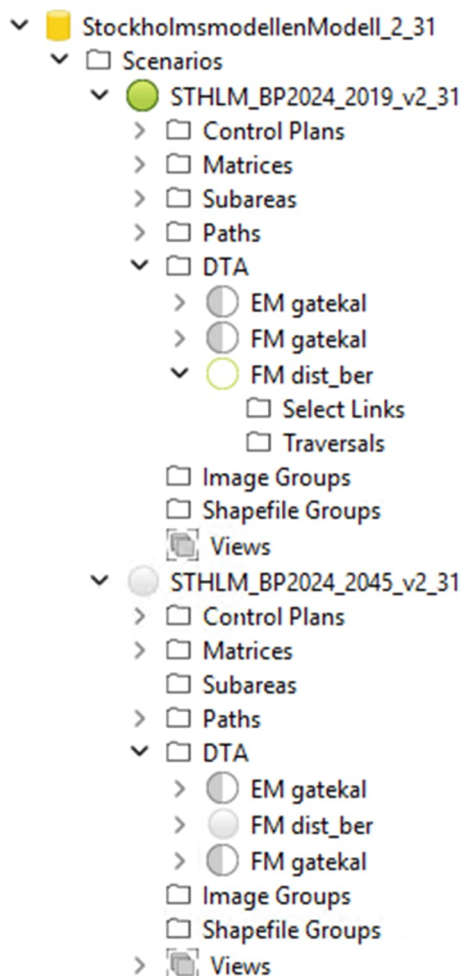 StockholmsmodellenModell_2_31
Scenarios
STHLM_BP2024_2019_v2_31
Control Plans
Matrices
Subareas
Paths
DTA
EM gatekal
FM gatekal
FM dist_ber
Select Links
Traversals
Image Groups
Shapefile Groups
Views
STHLM_BP2024_2045_v2_31
Control Plans
Matrices
Subareas
Paths
DTA
EM gatekal
FM dist_ber
FM gatekal
Image Groups
Shapefile Groups
Views